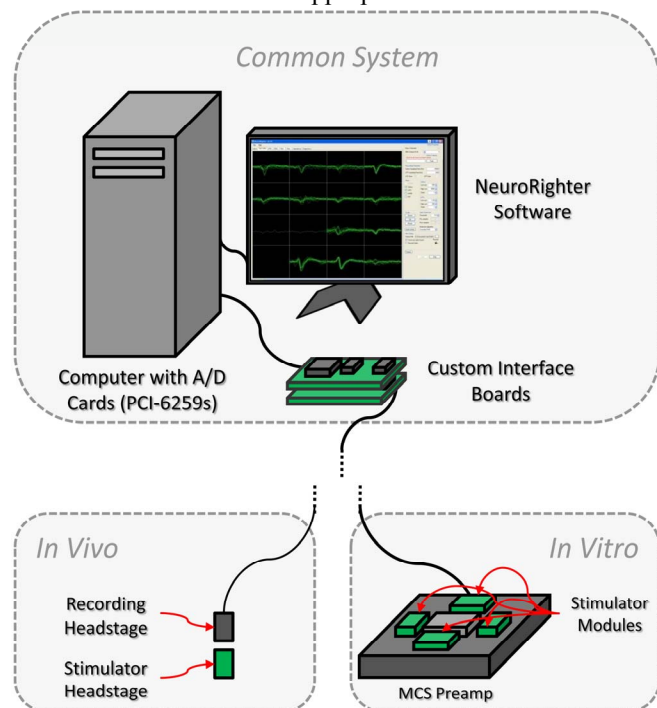 Common System
NeuroRighter
Software
Computer with A/D
Cards (PCI-6259s)
Custom Interface
Boards
In Vivo
Recording
Headstage
Stimulator
Headstage
In Vitro
Stimulator
Modules
MCS Preamp